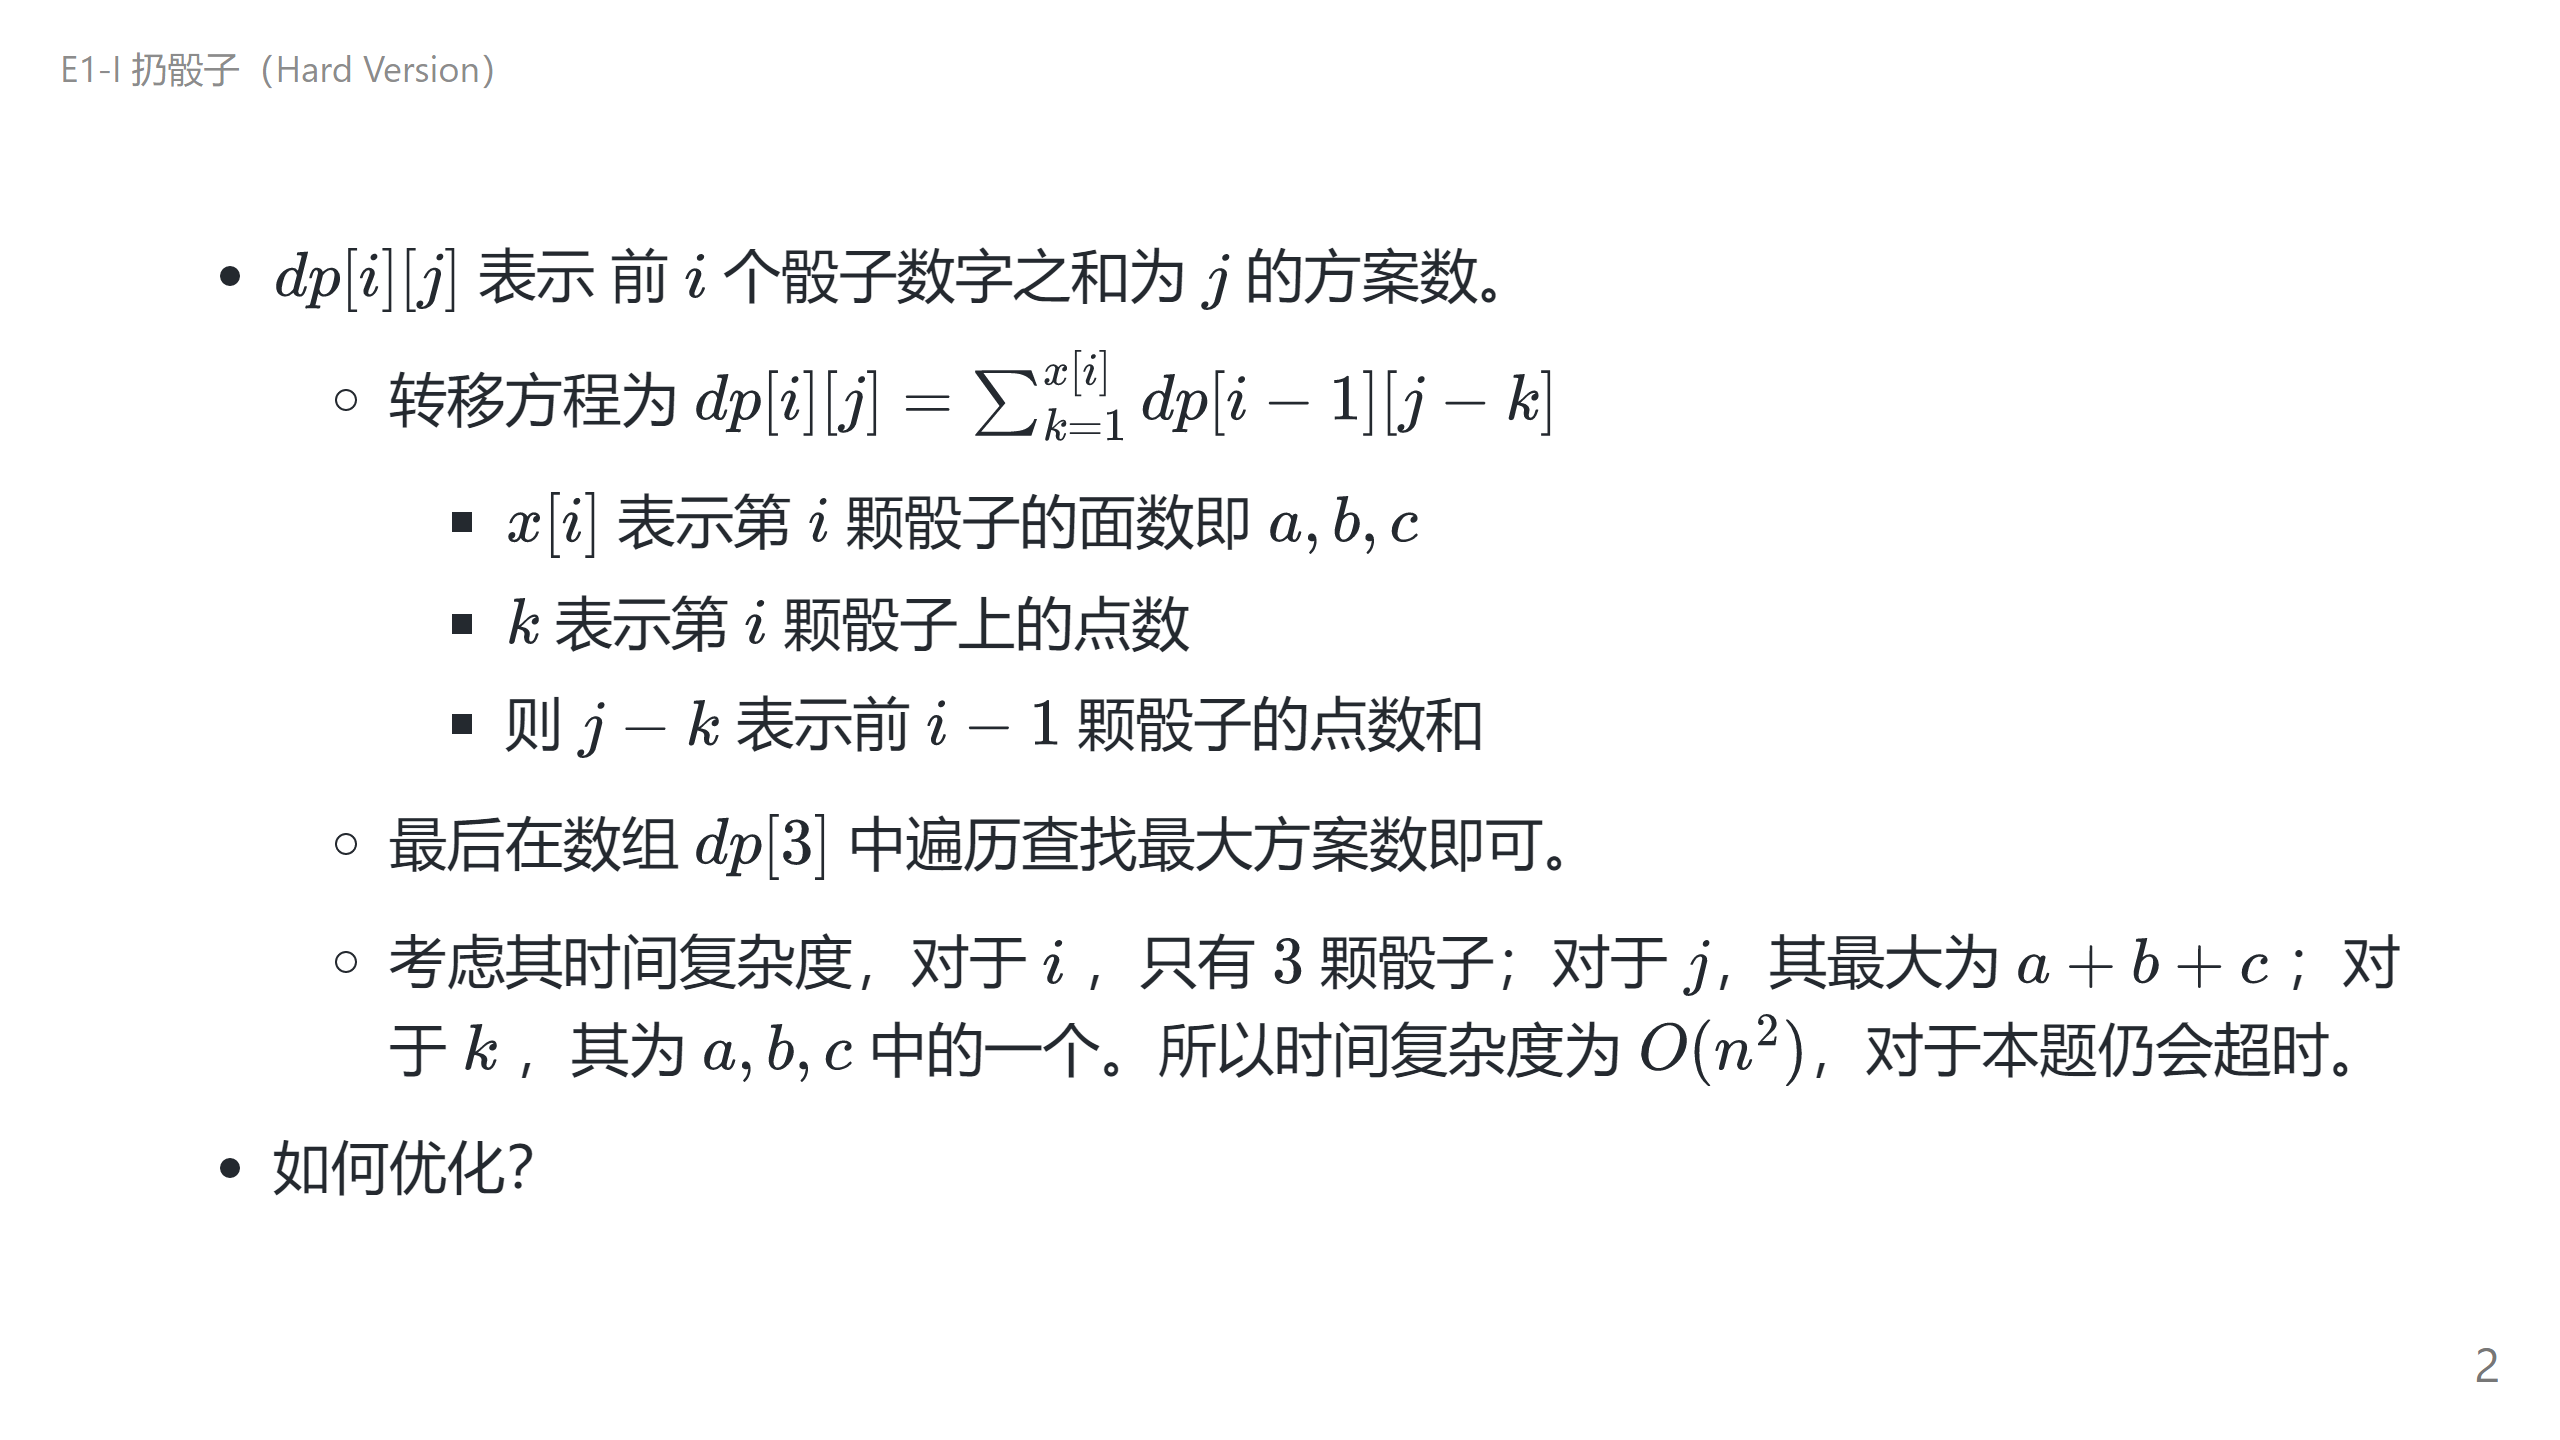 E1-I 扔骰子（Hard Version）
• dp[i][j] 表示 前 i 个骰子数字之和为 j 的方案数。
○ 转移方程为 dp[i][j] = ∑_{k=1}^{x[i]} dp[i − 1][j − k]
▪ x[i] 表示第 i 颗骰子的面数即 a, b, c
▪ k 表示第 i 颗骰子上的点数
▪ 则 j − k 表示前 i − 1 颗骰子的点数和
○ 最后在数组 dp[3] 中遍历查找最大方案数即可。
○ 考虑其时间复杂度，对于 i ，只有 3 颗骰子；对于 j，其最大为 a + b + c ；对
于 k ，其为 a, b, c 中的一个。所以时间复杂度为 O(n²)，对于本题仍会超时。
• 如何优化？
2